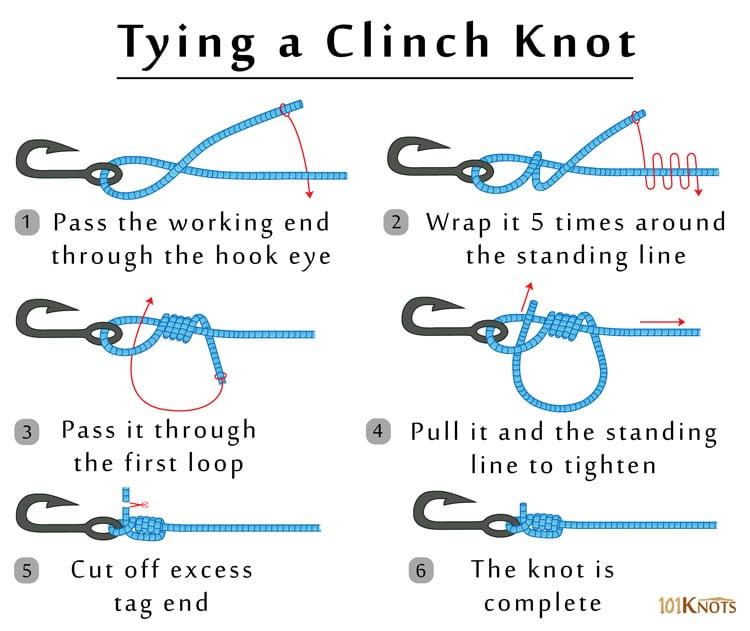 Tying a Clinch Knot
1 Pass the working end
through the hook eye
2 Wrap it 5 times around
the standing line
3 Pass it through
the first loop
4 Pull it and the standing
line to tighten
5 Cut off excess
tag end
6 The knot is
complete
101KNOTS